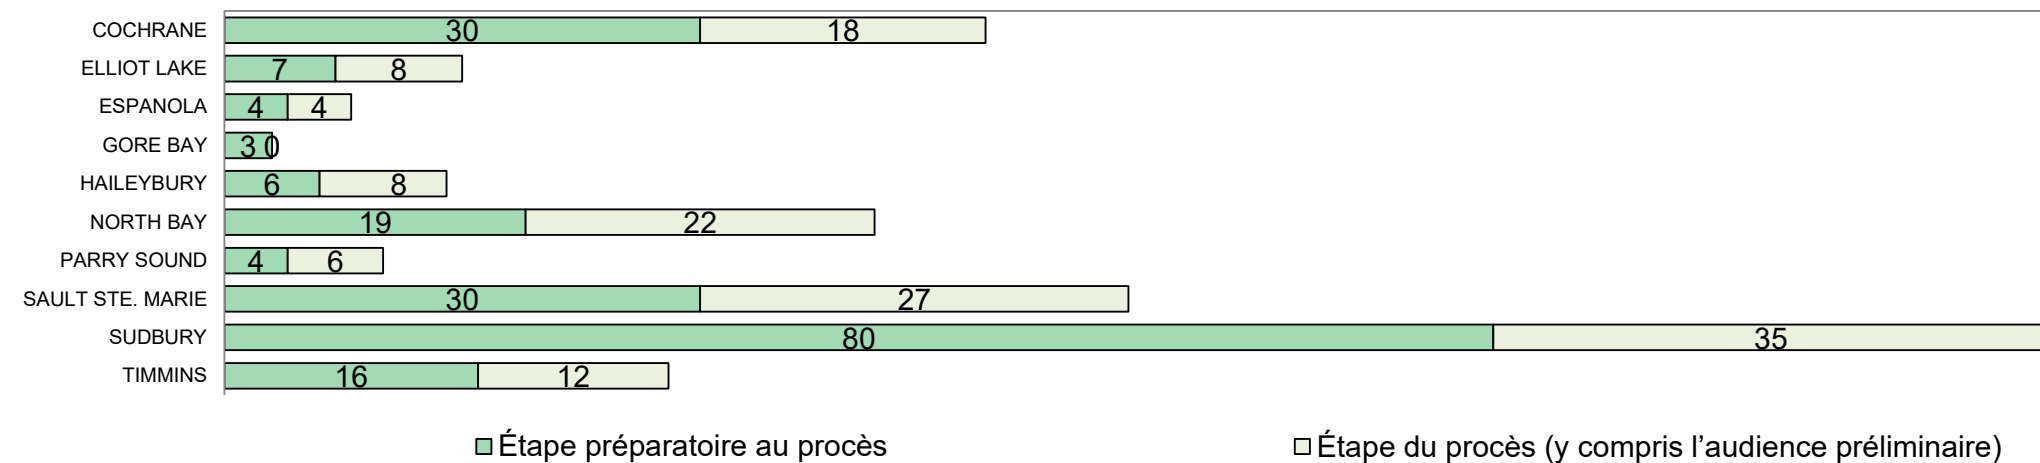 COCHRANE 30 18
ELLIOT LAKE 7 8
ESPANOLA 4 4
GORE BAY 3 0
HAILEYBURY 6 8
NORTH BAY 19 22
PARRY SOUND 4 6
SAULT STE. MARIE 30 27
SUDBURY 80 35
TIMMINS 16 12
Étape préparatoire au procès Étape du procès (y compris l’audience préliminaire)